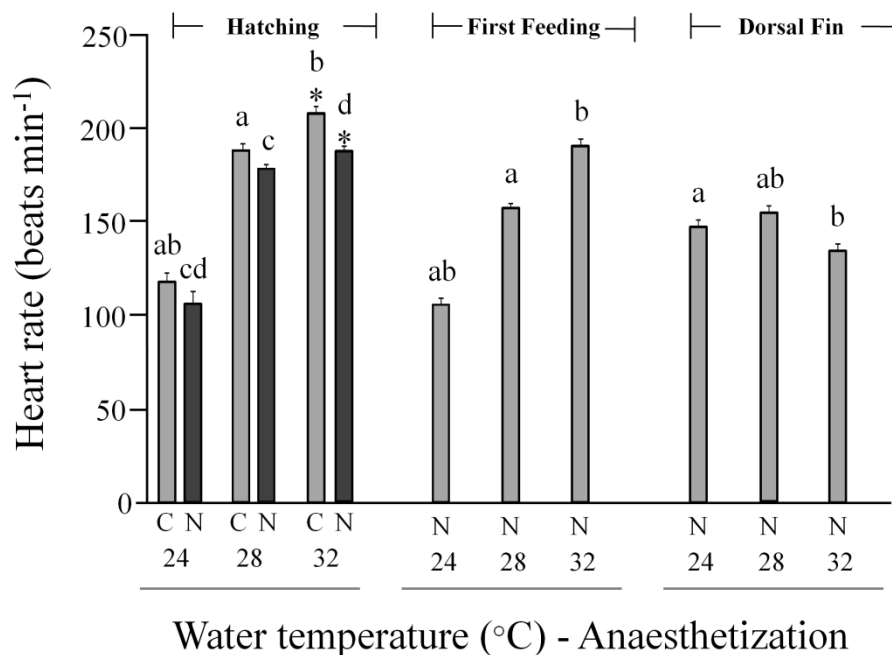 Hatching First Feeding Dorsal Fin
Heart rate (beats min-1)
250
200
150
100
50
0
ab cd a c b * d *
ab a b
a ab b
C N C N C N N N N N N N
24 28 32 24 28 32 24 28 32
Water temperature (°C) - Anaesthetization